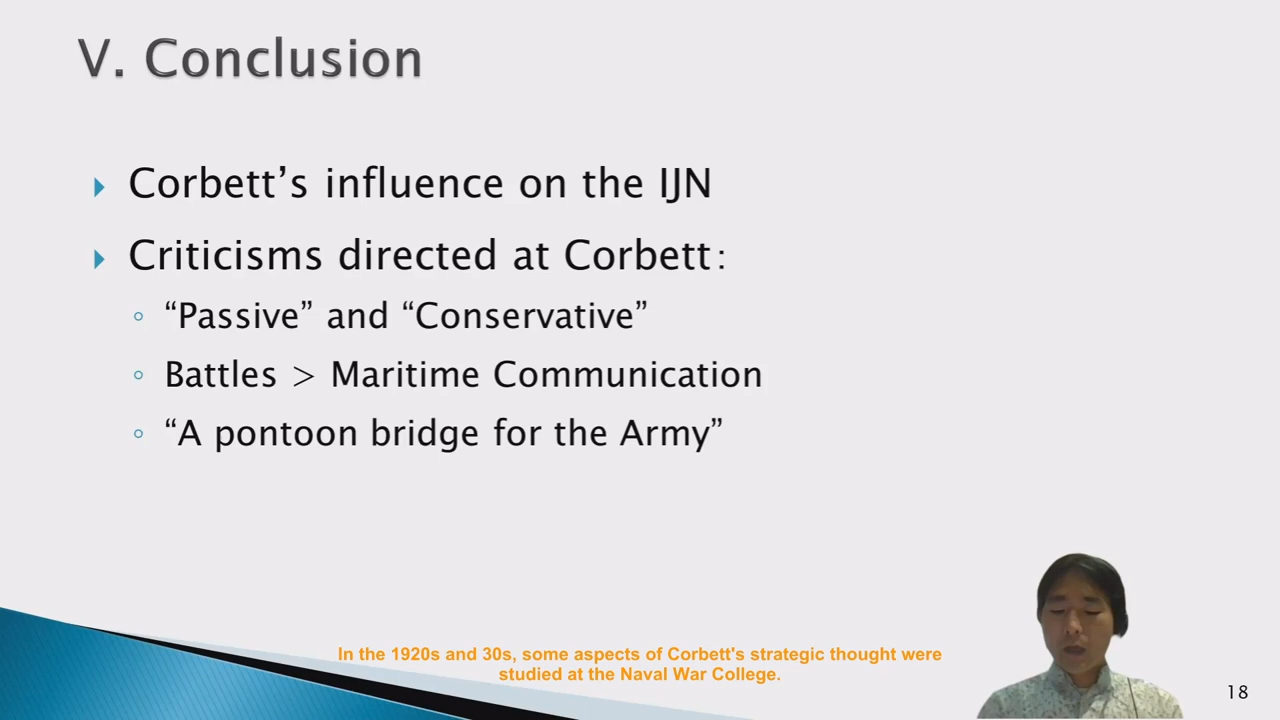 V. Conclusion
Corbett’s influence on the IJN
Criticisms directed at Corbett:
“Passive” and “Conservative”
Battles > Maritime Communication
“A pontoon bridge for the Army”
In the 1920s and 30s, some aspects of Corbett's strategic thought were
studied at the Naval War College.
18